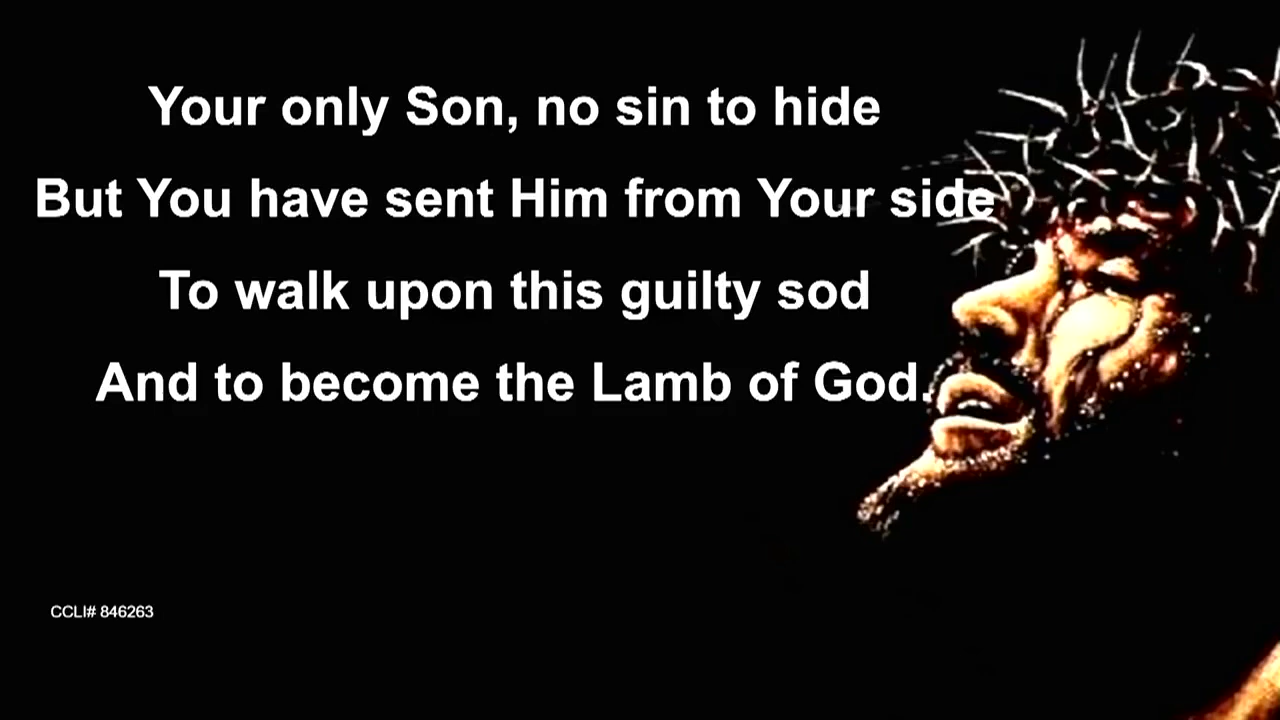 Your only Son, no sin to hide
But You have sent Him from Your side
To walk upon this guilty sod
And to become the Lamb of God.
CCLI# 846263